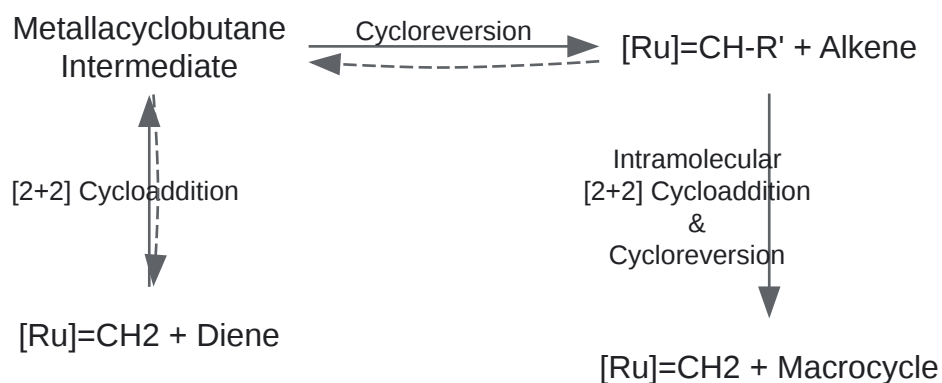 Metallacyclobutane
Intermediate
Cycloreversion
[Ru]=CH-R' + Alkene
[2+2] Cycloaddition
Intramolecular
[2+2] Cycloaddition
&
Cycloreversion
[Ru]=CH2 + Diene
[Ru]=CH2 + Macrocycle